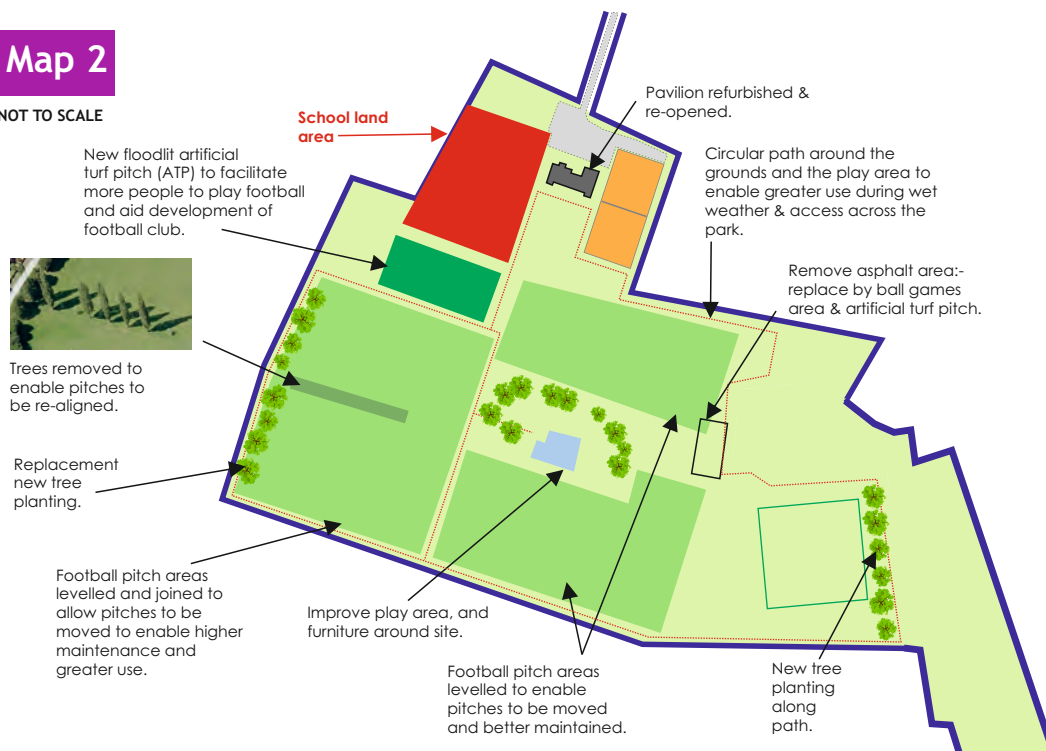 Map 2
NOT TO SCALE
School land
area
Pavilion refurbished &
re-opened.
New floodlit artificial
turf pitch (ATP) to facilitate
more people to play football
and aid development of
football club.
Circular path around the
grounds and the play area to
enable greater use during wet
weather & access across the
park.
Remove asphalt area:-
replace by ball games
area & artificial turf pitch.
Trees removed to
enable pitches to
be re-aligned.
Replacement
new tree
planting.
Football pitch areas
levelled and joined to
allow pitches to be
moved to enable higher
maintenance and
greater use.
Improve play area, and
furniture around site.
Football pitch areas
levelled to enable
pitches to be moved
and better maintained.
New tree
planting
along
path.